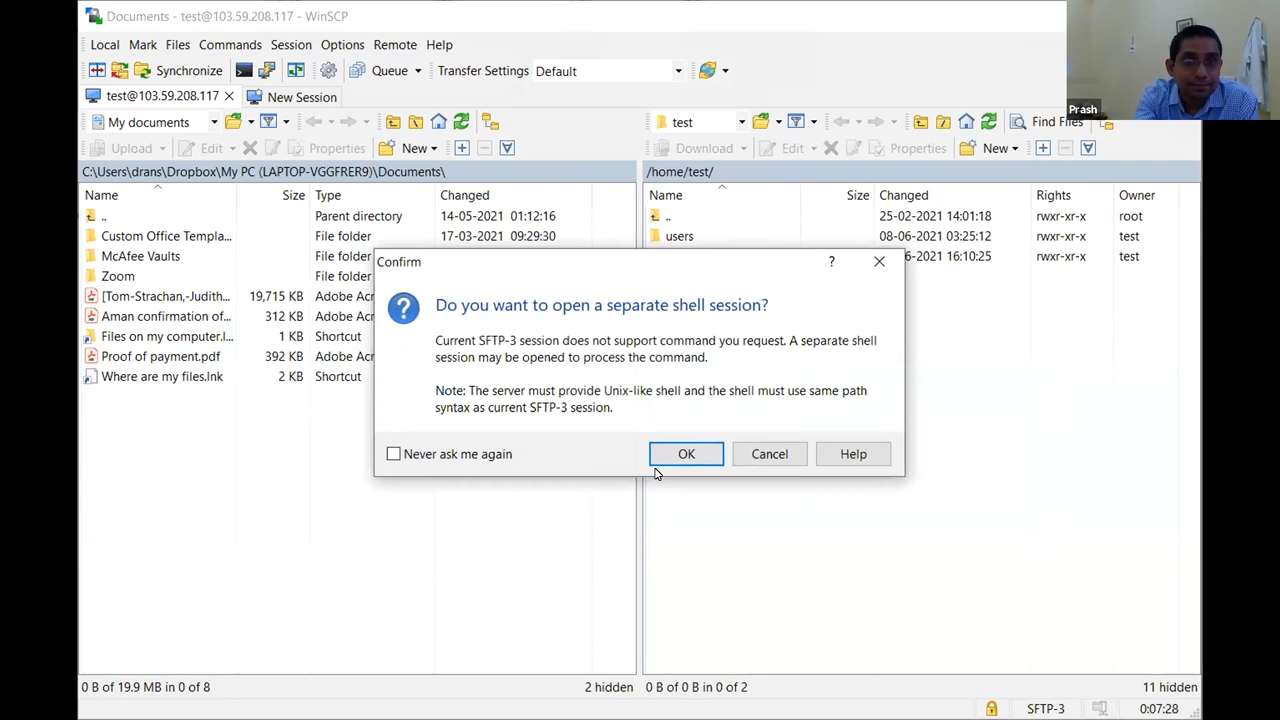 Documents - test@103.59.208.117 - WinSCP
Local Mark Files Commands Session Options Remote Help
Synchronize Queue Transfer Settings Default
test@103.59.208.117 New Session
Prash
My documents test Find Files
Upload Edit Properties New Download Edit Properties New
C:\Users\drans\Dropbox\My PC (LAPTOP-VGGFRER9)\Documents\ /home/test/
Name Size Type Changed Name Size Changed Rights Owner
.. Parent directory 14-05-2021 01:12:16 .. 25-02-2021 14:01:18 rwxr-xr-x root
Custom Office Templa... File folder 17-03-2021 09:29:30 users 08-06-2021 03:25:12 rwxr-xr-x test
McAfee Vaults File folder -06-2021 16:10:25 rwxr-xr-x test
Zoom File folder
[Tom-Strachan,-Judith... 19,715 KB Adobe Acr
Aman confirmation of... 312 KB Adobe Acr
Files on my computer.l... 1 KB Shortcut
Proof of payment.pdf 392 KB Adobe Acr
Where are my files.lnk 2 KB Shortcut
Confirm ?
Do you want to open a separate shell session?
Current SFTP-3 session does not support command you request. A separate shell
session may be opened to process the command.
Note: The server must provide Unix-like shell and the shell must use same path
syntax as current SFTP-3 session.
Never ask me again OK Cancel Help
0 B of 19.9 MB in 0 of 8 2 hidden 0 B of 0 B in 0 of 2 11 hidden
SFTP-3 0:07:28